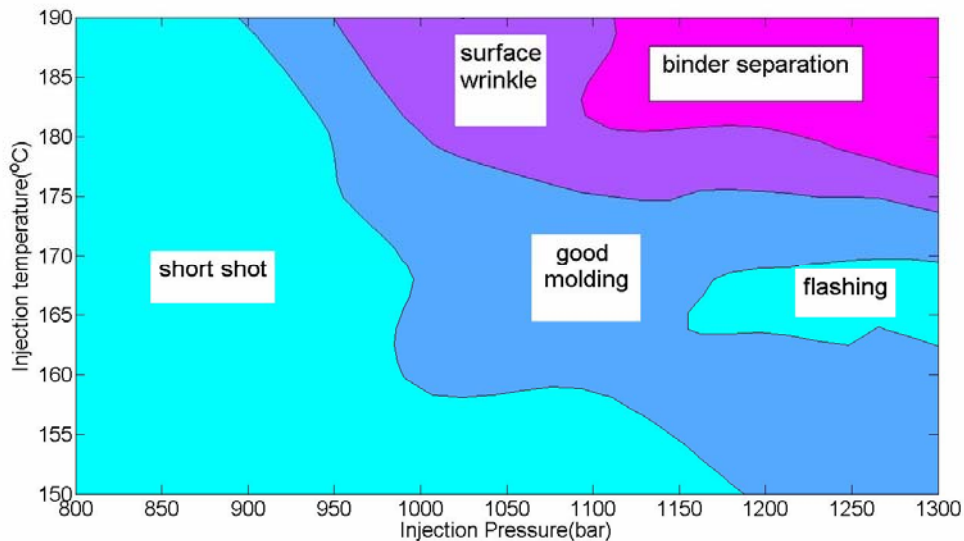 190
185
180
175
170
165
160
155
150
Injection temperature(°C)
surface
wrinkle
binder separation
short shot
good
molding
flashing
800 850 900 950 1000 1050 1100 1150 1200 1250 1300
Injection Pressure(bar)